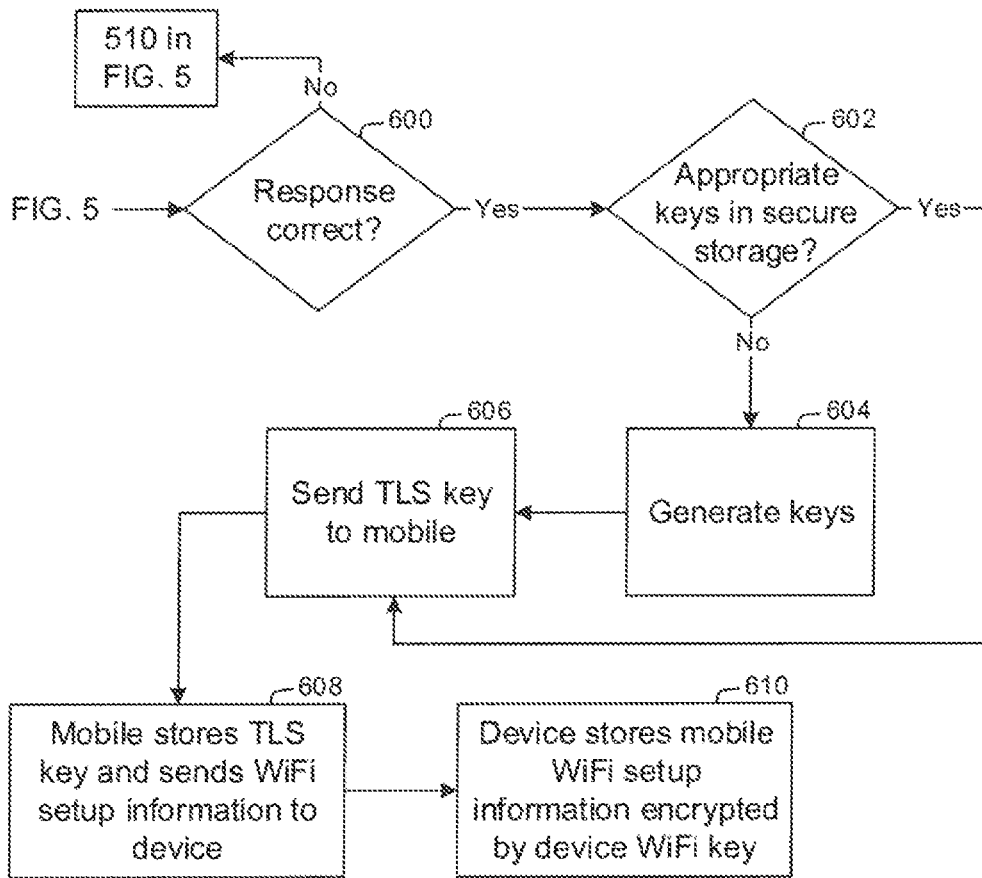 510 in
FIG. 5
No
600
602
FIG. 5
Response
correct?
Yes
Appropriate
keys in secure
storage?
Yes
No
606
604
Send TLS key
to mobile
Generate keys
608
610
Mobile stores TLS
key and sends WiFi
setup information to
device
Device stores mobile
WiFi setup
information encrypted
by device WiFi key